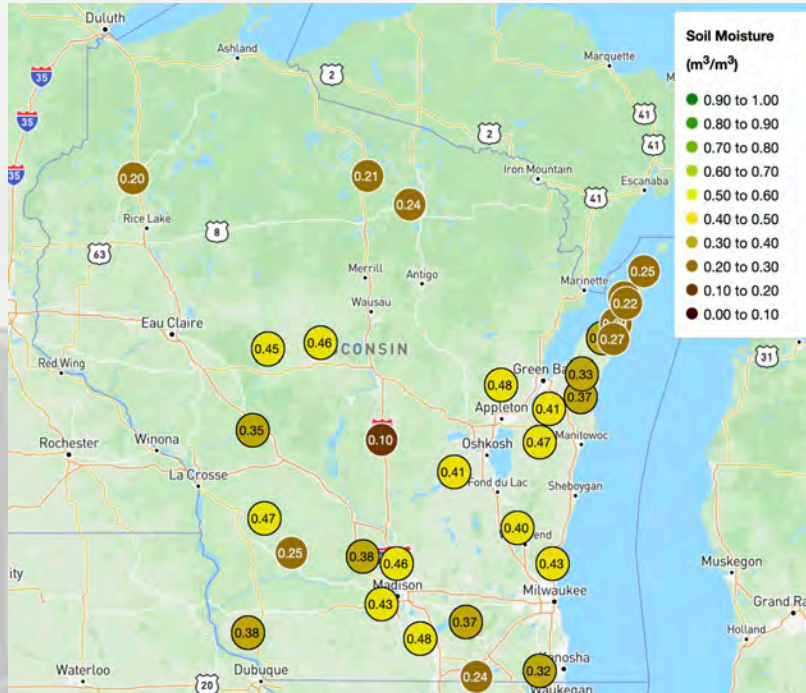 Duluth
Ashland
Marquette
35
2
41
35
2
41
35
Iron Mountain
Escanaba
0.20
0.21
0.24
41
Rice Lake
8
63
Merrill
Antigo
Marinette
0.25
Wausau
0.22
Eau Claire
0.27
0.45
0.46
CONSIN
Red Wing
Green Ba
0.33
0.48
0.37
0.41
Appleton
0.35
0.10
0.47
Manitowoc
Rochester
Winona
Oshkosh
0.41
La Crosse
Fond du Lac
Sheboygan
0.47
0.40
end
0.25
0.38
0.46
0.43
ity
Madison
Muskegon
0.43
Milwaukee
Grand Ra
0.38
0.37
Holland
0.48
Waterloo
Dubuque
0.24
0.32
nosha
20
Waukegan
31
Soil Moisture
(m³/m³)
0.90 to 1.00
0.80 to 0.90
0.70 to 0.80
0.60 to 0.70
0.50 to 0.60
0.40 to 0.50
0.30 to 0.40
0.20 to 0.30
0.10 to 0.20
0.00 to 0.10